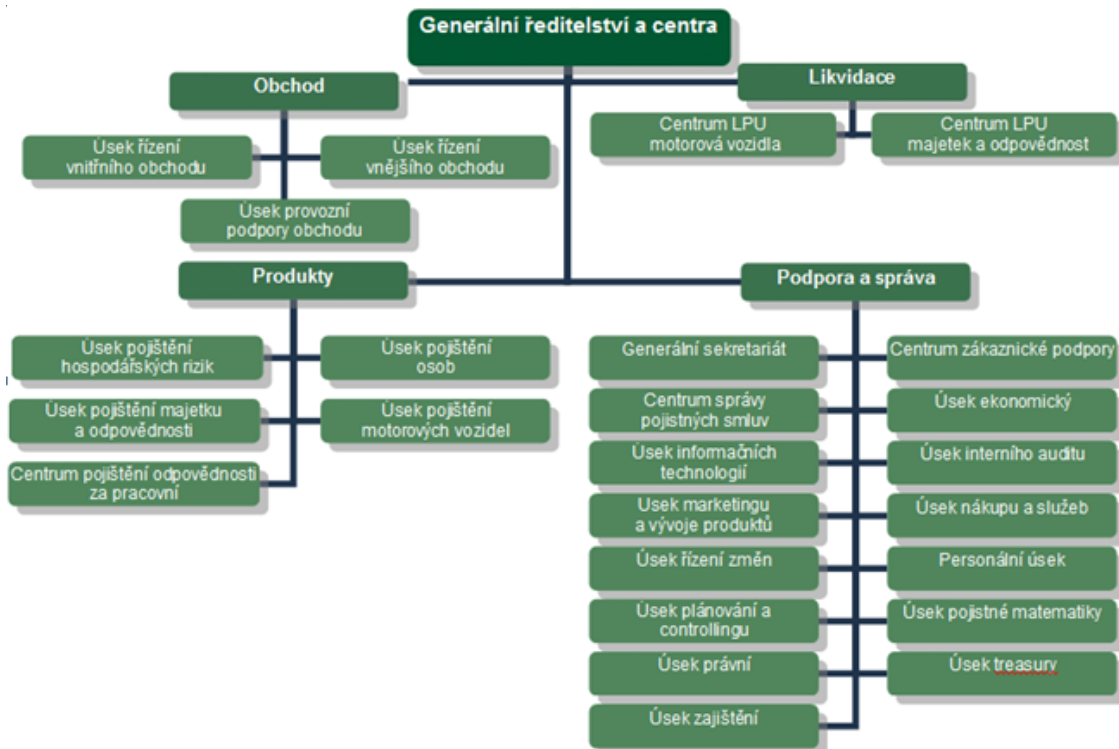 Generální ředitelství a centra
Obchod
Likvidace
Úsek řízení
vnitřního obchodu
Úsek řízení
vnějšího obchodu
Úsek provozní
podpory obchodu
Centrum LPU
motorová vozidla
Centrum LPU
majetek a odpovědnost
Produkty
Podpora a správa
Úsek pojištění
hospodářských rizik
Úsek pojištění
osob
Úsek pojištění majetku
a odpovědnosti
Úsek pojištění
motorových vozidel
Centrum pojištění odpovědnosti
za pracovní
Generální sekretariát
Centrum zákaznické podpory
Centrum správy
pojistných smluv
Úsek ekonomický
Úsek informačních
technologií
Úsek interního auditu
Usek marketingu
a vývoje produktů
Úsek nákupu a služeb
Úsek řízení změn
Personální úsek
Úsek plánování a
controllingu
Úsek pojistné matematiky
Úsek právní
Úsek treasury
Úsek zajištění